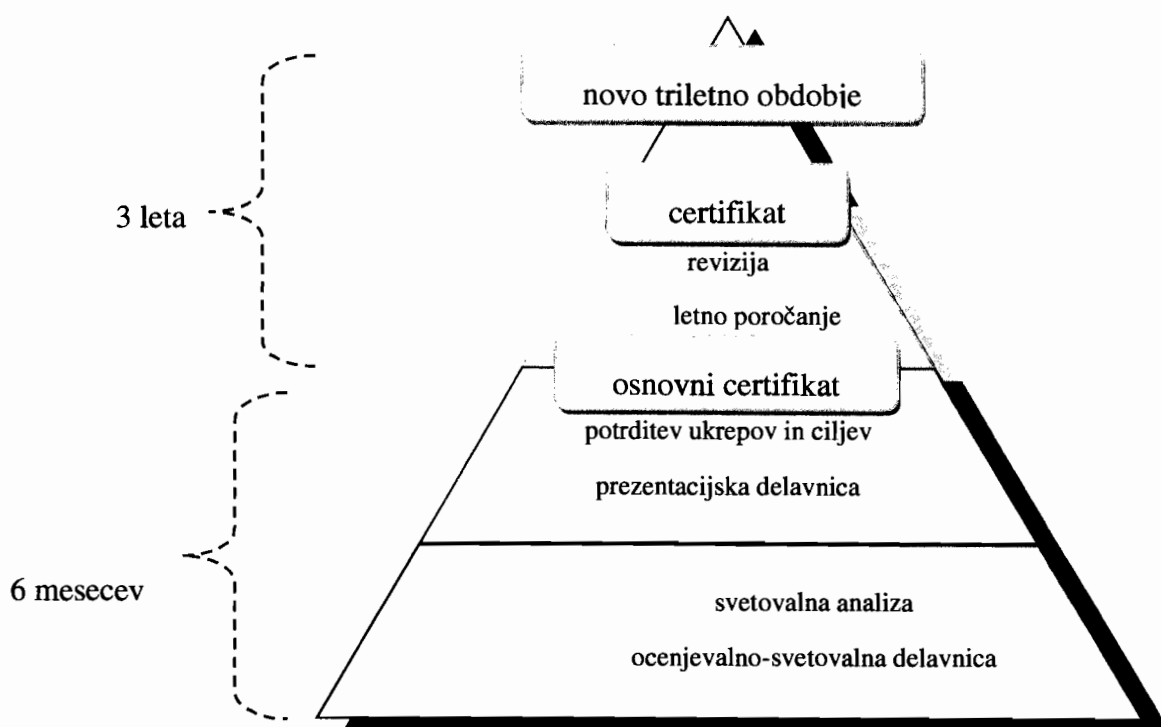 novo triletno obdobje
3 leta
certifikat
revizija
letno poročanje
osnovni certifikat
potrditev ukrepov in ciljev
prezentacijska delavnica
6 mesecev
svetovalna analiza
ocenjevalno-svetovalna delavnica